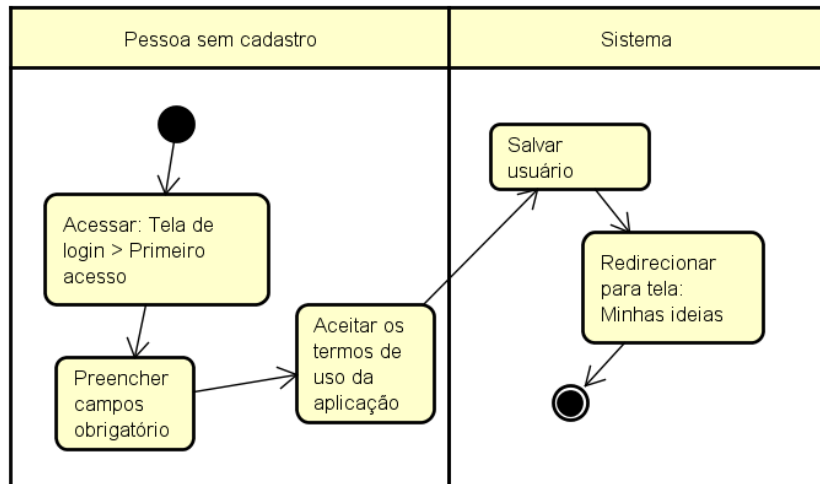 Pessoa sem cadastro
Sistema
Acessar: Tela de
login > Primeiro
acesso
Preencher
campos
obrigatório
Aceitar os
termos de
uso da
aplicação
Salvar
usuário
Redirecionar
para tela:
Minhas ideias